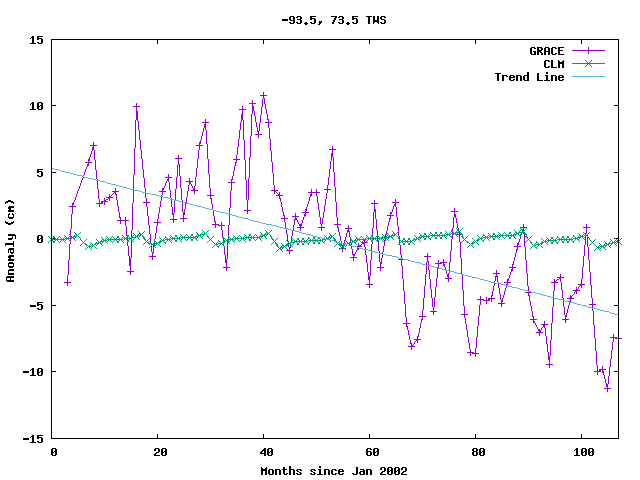 -93.5, 73.5 TWS
15
10
5
0
-5
-10
-15
Anomaly (cm)
GRACE
CLM
Trend Line
0 20 40 60 80 100
Months since Jan 2002